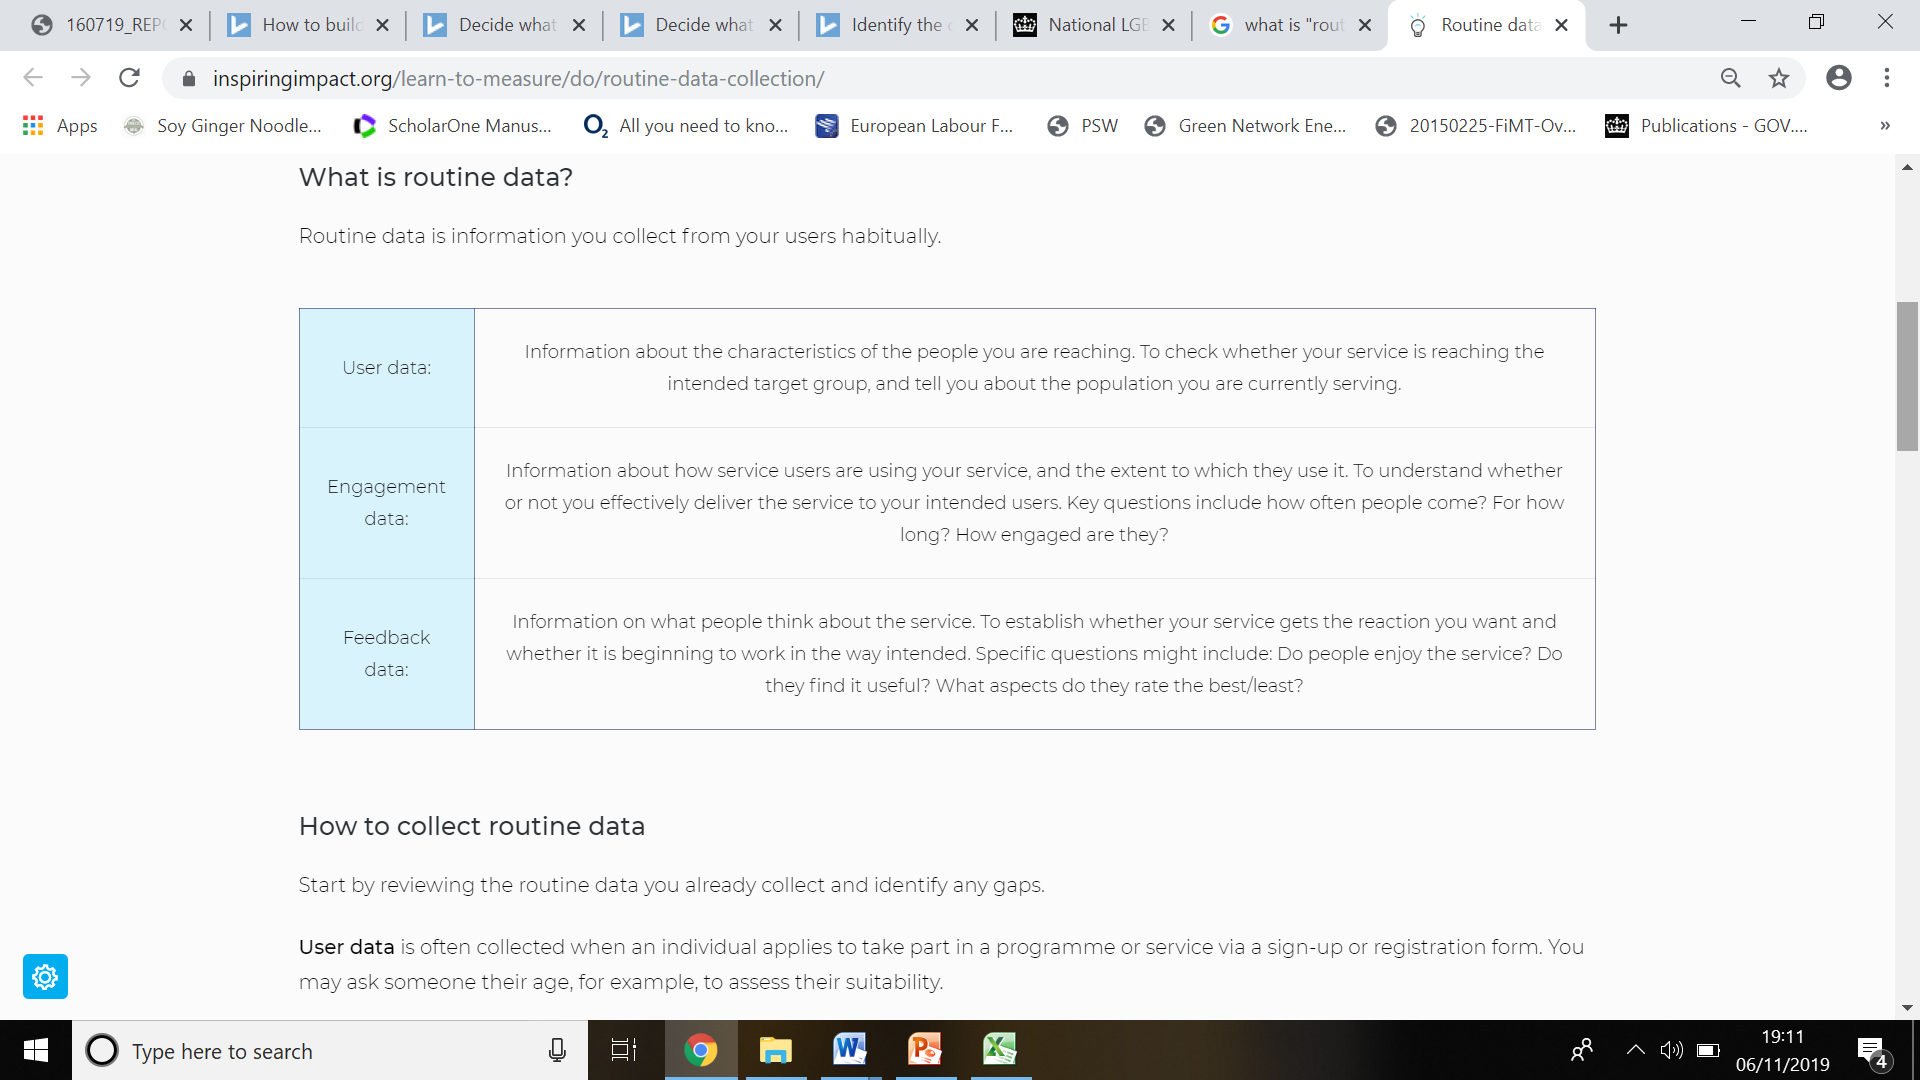 160719_REP
How to build
Decide what
Decide what
Identify the
National LGB
what is "rout
Routine data
inspiringimpact.org/learn-to-measure/do/routine-data-collection/
Apps
Soy Ginger Noodle...
ScholarOne Manus...
O2
All you need to kno...
European Labour F...
PSW
Green Network Ene...
20150225-FiMT-Ov...
Publications - GOV....
»
What is routine data?
Routine data is information you collect from your users habitually.
User data:
Information about the characteristics of the people you are reaching. To check whether your service is reaching the
intended target group, and tell you about the population you are currently serving.
Engagement
data:
Information about how service users are using your service, and the extent to which they use it. To understand whether
or not you effectively deliver the service to your intended users. Key questions include how often people come? For how
long? How engaged are they?
Feedback
data:
Information on what people think about the service. To establish whether your service gets the reaction you want and
whether it is beginning to work in the way intended. Specific questions might include: Do people enjoy the service? Do
they find it useful? What aspects do they rate the best/least?
How to collect routine data
Start by reviewing the routine data you already collect and identify any gaps.
User data is often collected when an individual applies to take part in a programme or service via a sign-up or registration form. You
may ask someone their age, for example, to assess their suitability.
Type here to search
19:11
06/11/2019
4